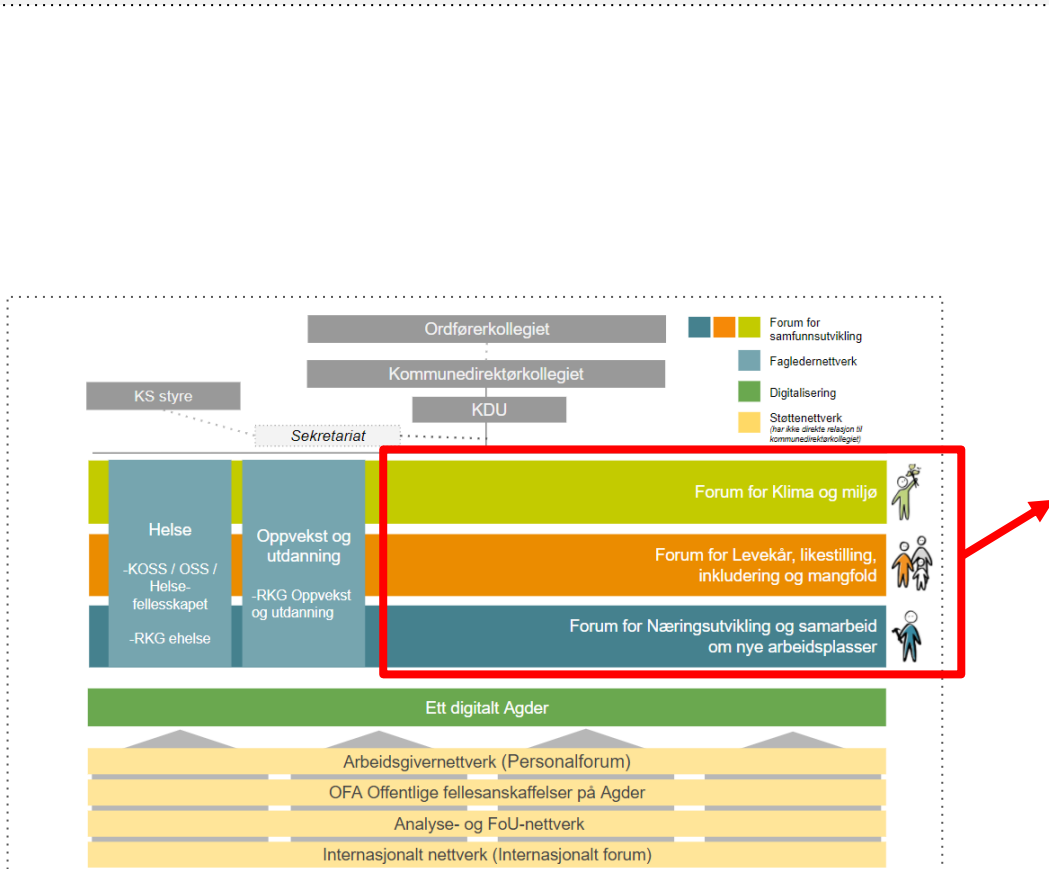 Ordførerkollegiet
Kommunedirektørkollegiet
KS styre
KDU
Sekretariat
Forum for
samfunnsutvikling
Fagledernettverk
Digitalisering
Støttenettverk
(har ikke direkte relasjon til
kommunedirektørkollegiet)
Helse
-KOSS / OSS /
Helse-
fellesskapet
-RKG ehelse
Oppvekst og
utdanning
-RKG Oppvekst
og utdanning
Forum for Klima og miljø
Forum for Levekår, likestilling,
inkludering og mangfold
Forum for Næringsutvikling og samarbeid
om nye arbeidsplasser
Ett digitalt Agder
Arbeidsgivernettverk (Personalforum)
OFA Offentlige fellesanskaffelser på Agder
Analyse- og FoU-nettverk
Internasjonalt nettverk (Internasjonalt forum)